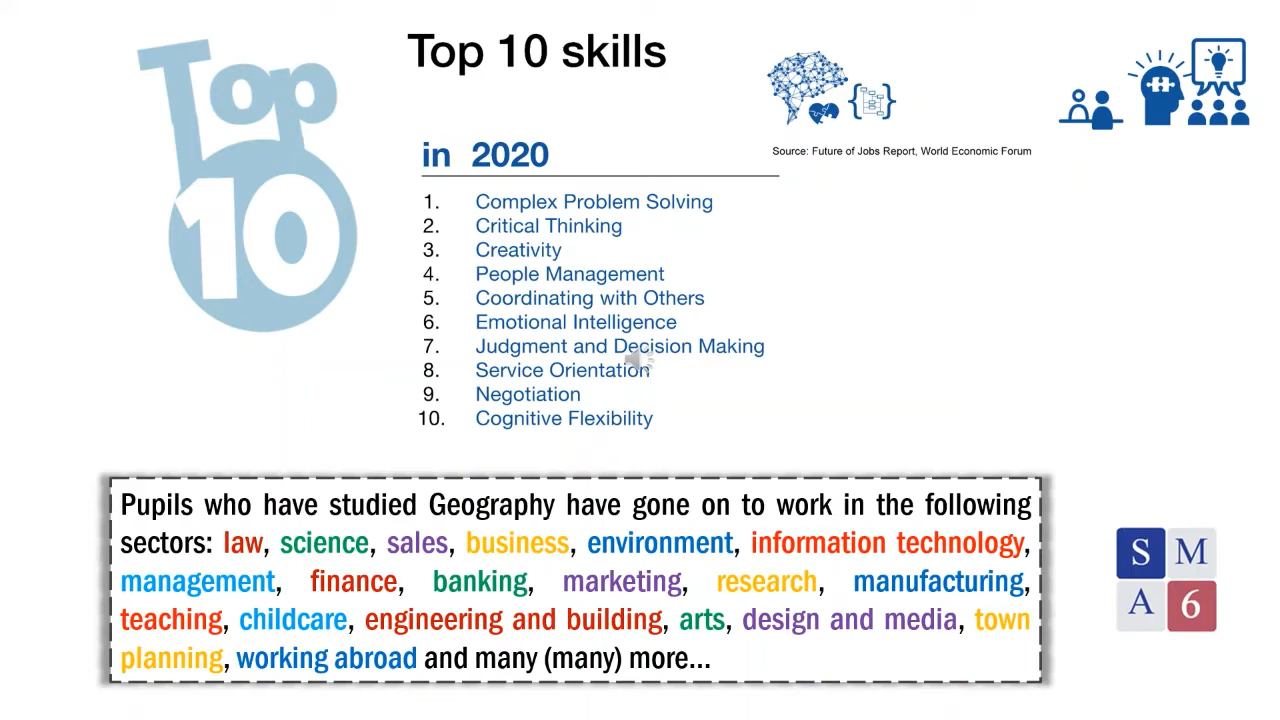 Top
10
Top 10 skills
in 2020
Source: Future of Jobs Report, World Economic Forum
1. Complex Problem Solving
2. Critical Thinking
3. Creativity
4. People Management
5. Coordinating with Others
6. Emotional Intelligence
7. Judgment and Decision Making
8. Service Orientation
9. Negotiation
10. Cognitive Flexibility
Pupils who have studied Geography have gone on to work in the following
sectors: law, science, sales, business, environment, information technology,
management, finance, banking, marketing, research, manufacturing,
teaching, childcare, engineering and building, arts, design and media, town
planning, working abroad and many (many) more...
S M
A 6